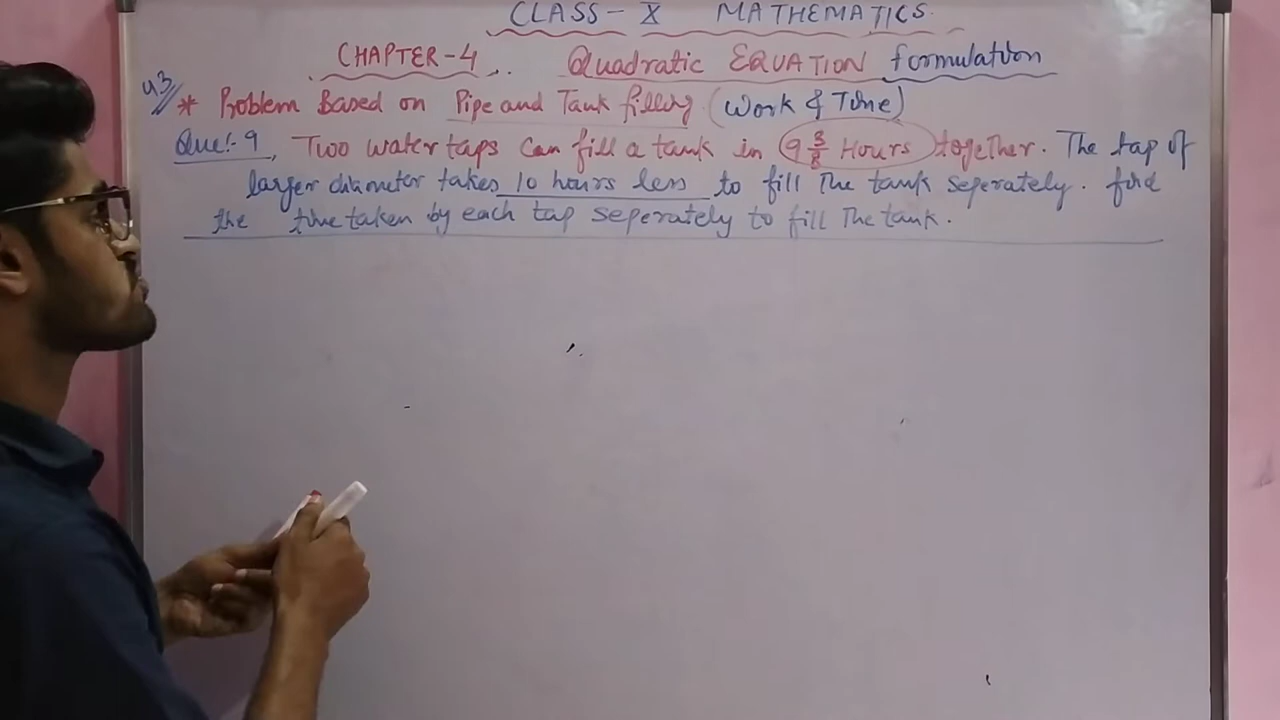 CLASS - X MATHEMATICS.
CHAPTER-4 Quadratic EQUATION formulation
* Problem Based on Pipe and Tank filling (Work & Time)
Que:-9, Two water taps Can fill a tank in 9 3/8 Hours together. The tap of
larger diameter takes 10 hours less to fill The tank seperately. find
the time taken by each tap seperately to fill The tank.